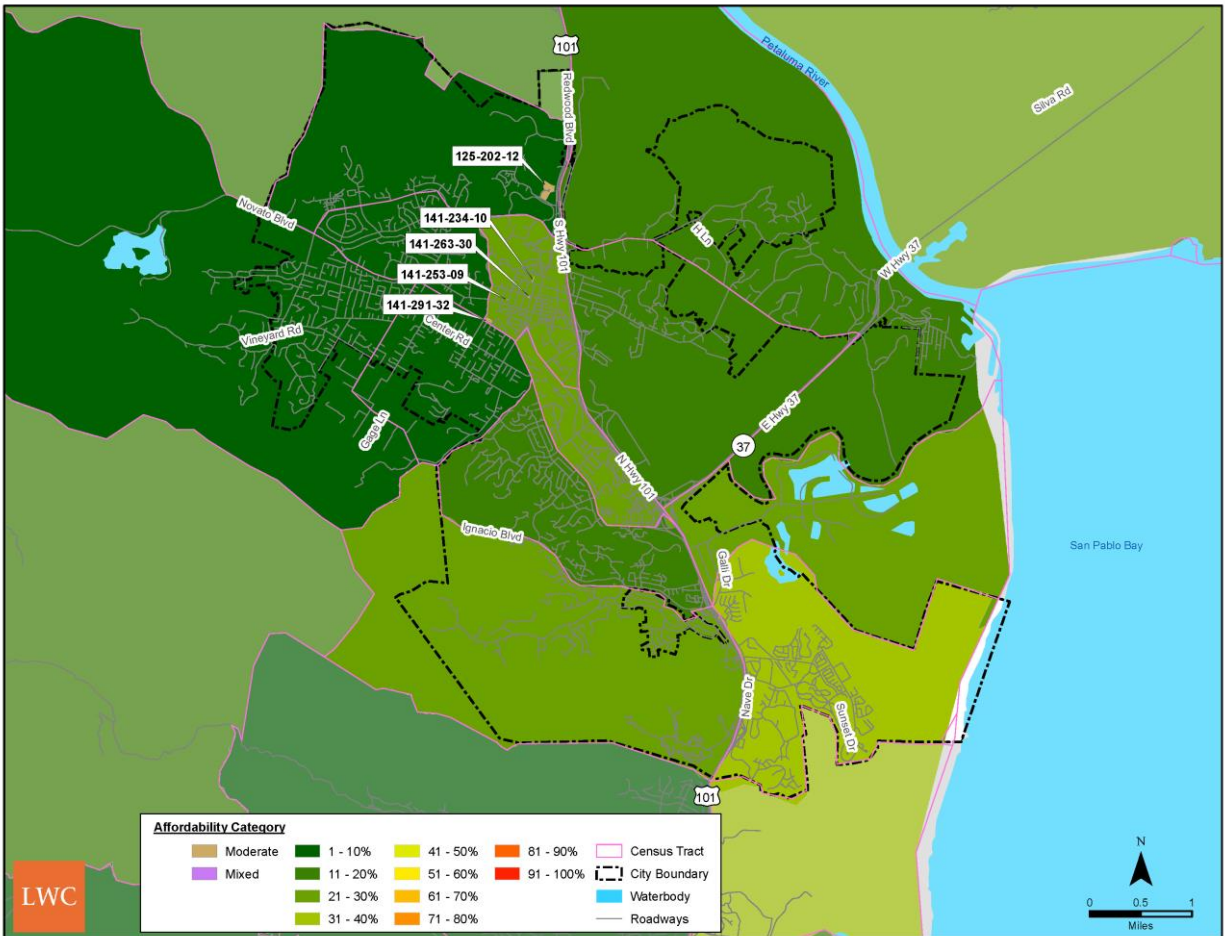 101
Redwood Blvd
Petaluma River
Silva Rd
125-202-12
Novato Blvd
141-234-10
S Hwy 101
H Ln
141-263-30
W Hwy 37
141-253-09
141-291-32
Center Rd
Vineyard Rd
E Hwy 37
Gage Ln
37
N Hwy 101
Ignacio Blvd
San Pablo Bay
Galli Dr
Nave Dr
Sunset Dr
101
Affordability Category
Moderate
Mixed
1 - 10%
11 - 20%
21 - 30%
31 - 40%
41 - 50%
51 - 60%
61 - 70%
71 - 80%
81 - 90%
91 - 100%
Census Tract
City Boundary
Waterbody
Roadways
LWC
N
0 0.5 1
Miles